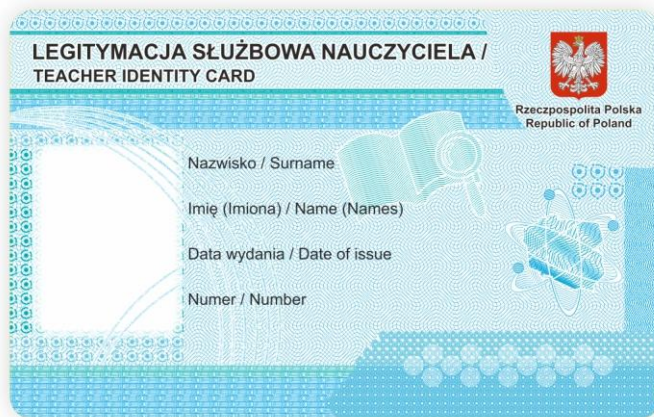 LEGITYMACJA SŁUŻBOWA NAUCZYCIELA /
TEACHER IDENTITY CARD
Rzeczpospolita Polska
Republic of Poland
Nazwisko / Surname
Imię (Imiona) / Name (Names)
Data wydania / Date of issue
Numer / Number